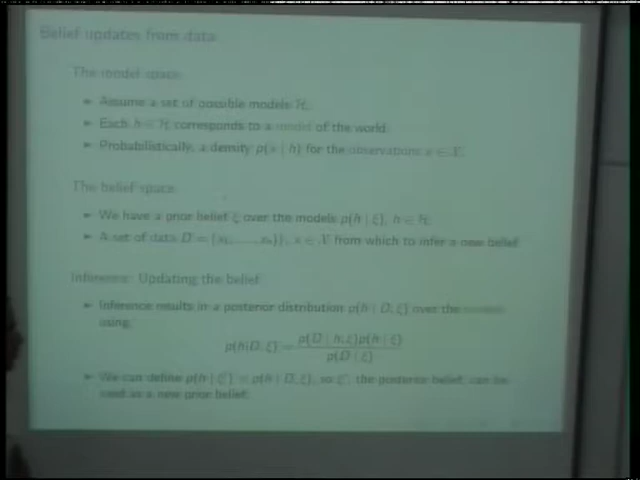 Belief updates from data
The model space
► Assume a set of possible models ℋ.
► Each h ∈ ℋ corresponds to a model of the world.
► Probabilistically, a density p(x | h) for the observations x ∈ 𝒳.
The belief space
► We have a prior belief ξ over the models p(h | ξ), h ∈ ℋ.
► A set of data D = {x₁, ..., xₙ}, x ∈ 𝒳 from which to infer a new belief
Inference: Updating the belief
► Inference results in a posterior distribution p(h | D, ξ) over the models
using:
p(h|D, ξ) = p(D | h, ξ)p(h | ξ) / p(D | ξ)
► We can define p(h | ξ') = p(h | D, ξ), so ξ', the posterior belief, can be
used as a new prior belief.